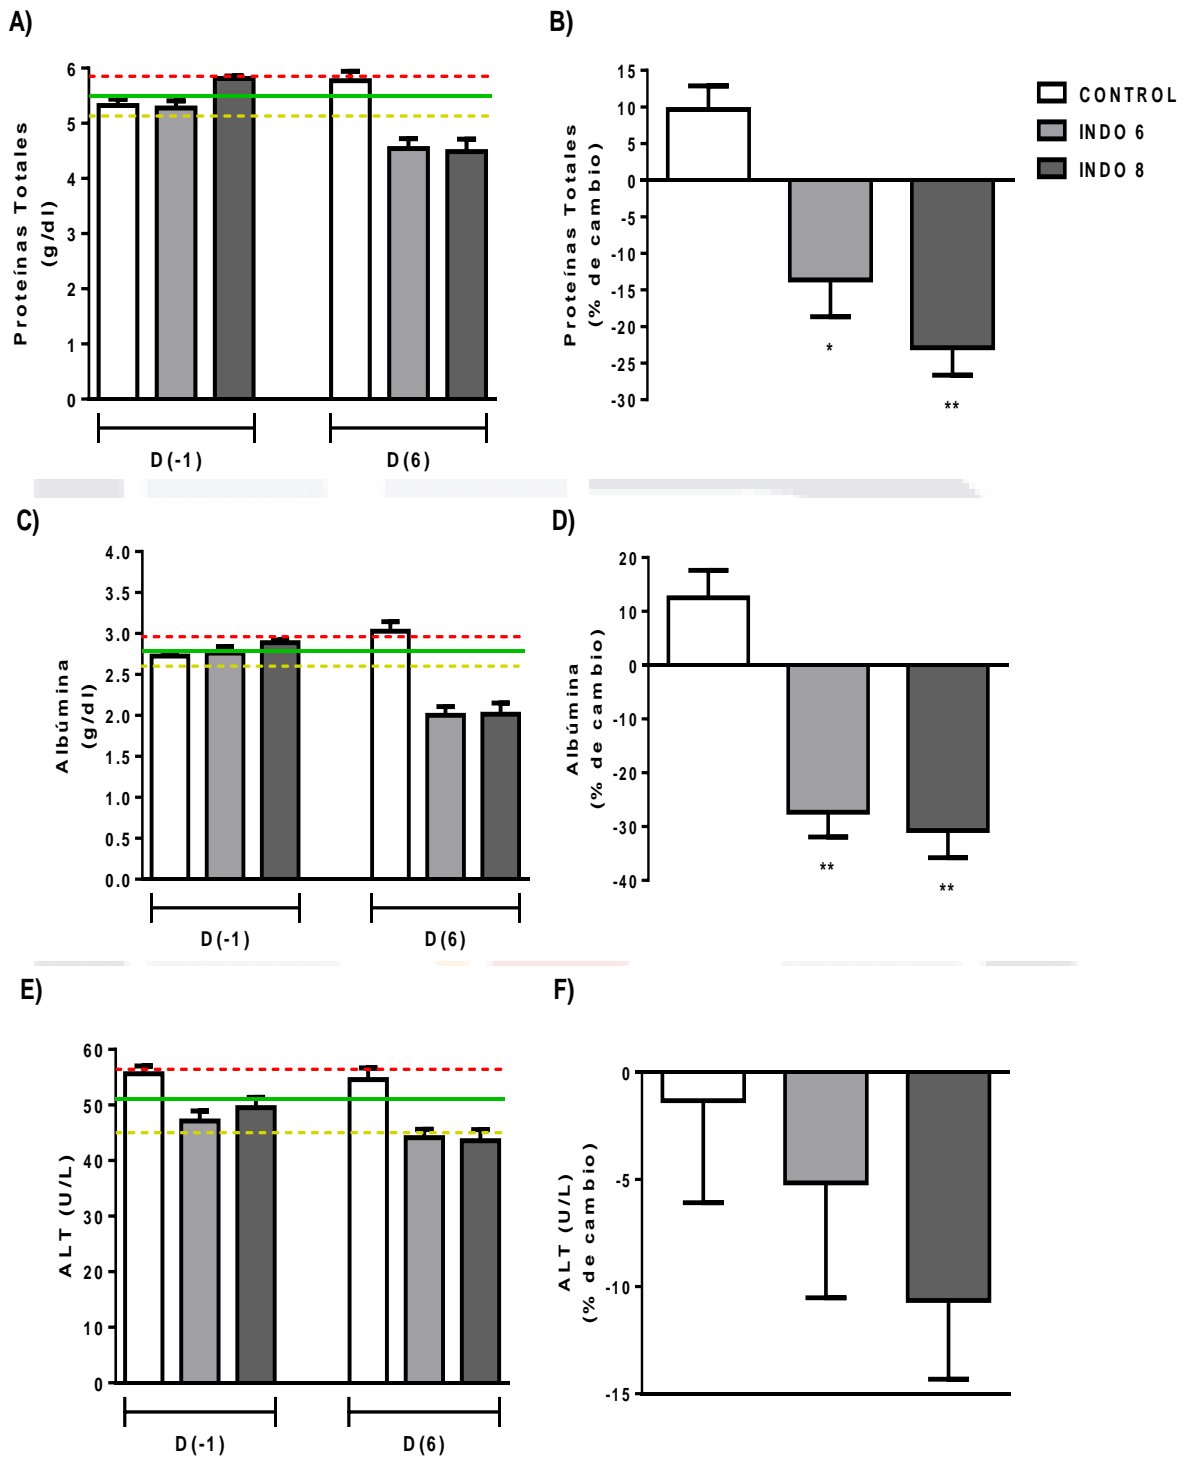 A)
B)
Proteínas Totales
(g/dl)
6
5
4
3
2
1
0
D(-1)
D(6)
Proteínas Totales
(% de cambio)
15
10
5
0
-5
-10
-15
-20
-25
-30
*
**
CONTROL
INDO 6
INDO 8
C)
D)
Albúmina
(g/dl)
4.0
3.5
3.0
2.5
2.0
1.5
1.0
0.5
0.0
D(-1)
D(6)
Albúmina
(% de cambio)
20
10
0
-10
-20
-30
-40
**
**
E)
F)
ALT (U/L)
60
50
40
30
20
10
0
D(-1)
D(6)
ALT (U/L)
(% de cambio)
0
-5
-10
-15